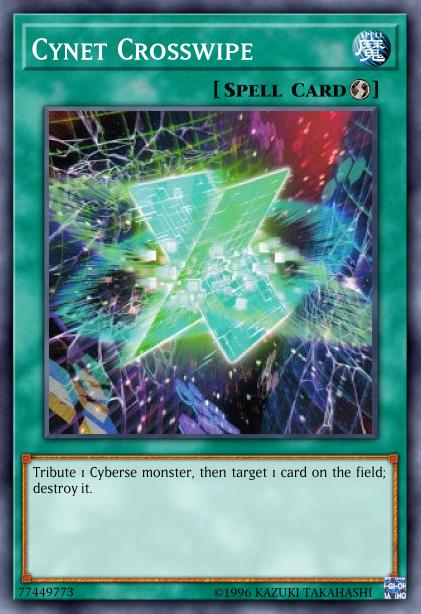 Cynet Crosswipe
SPELL
魔
[Spell Card]
Tribute 1 Cyberse monster, then target 1 card on the field;
destroy it.
77449773
©1996 KAZUKI TAKAHASHI